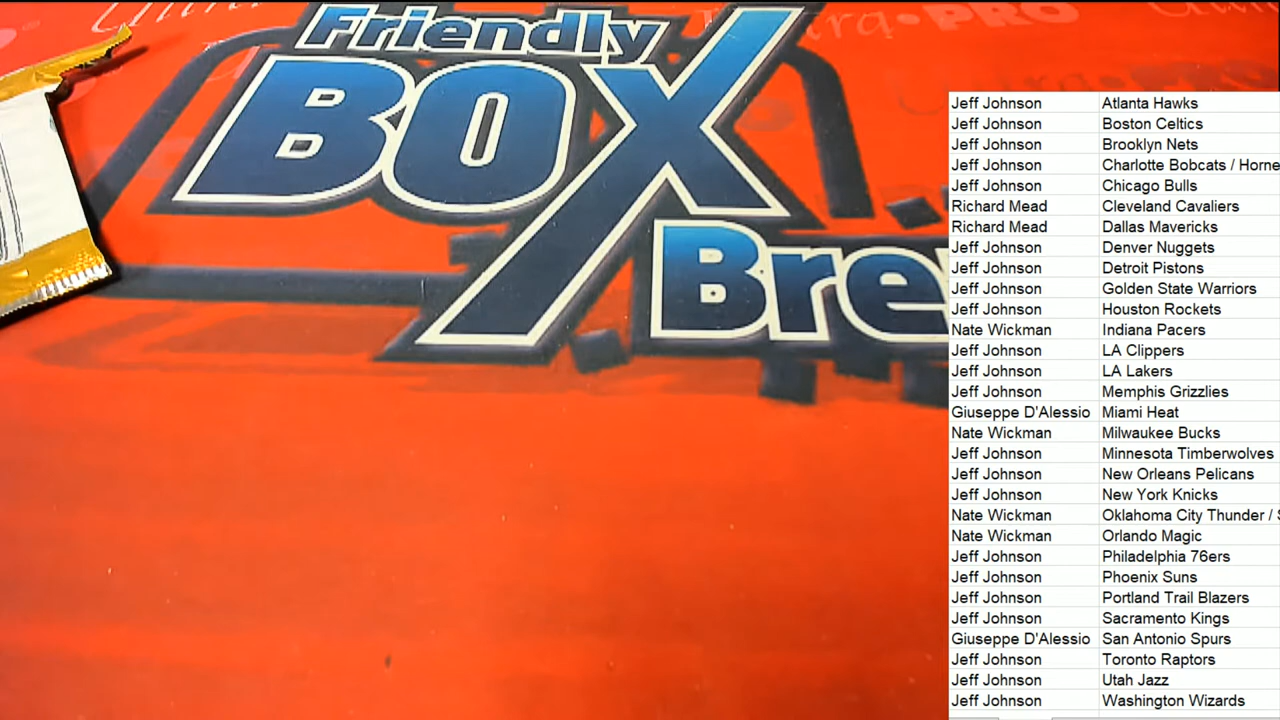 Friendly
BOX
Bre
Ultra•PRO
Jeff Johnson Atlanta Hawks
Jeff Johnson Boston Celtics
Jeff Johnson Brooklyn Nets
Jeff Johnson Charlotte Bobcats / Horne
Jeff Johnson Chicago Bulls
Richard Mead Cleveland Cavaliers
Richard Mead Dallas Mavericks
Jeff Johnson Denver Nuggets
Jeff Johnson Detroit Pistons
Jeff Johnson Golden State Warriors
Jeff Johnson Houston Rockets
Nate Wickman Indiana Pacers
Jeff Johnson LA Clippers
Jeff Johnson LA Lakers
Jeff Johnson Memphis Grizzlies
Giuseppe D'Alessio Miami Heat
Nate Wickman Milwaukee Bucks
Jeff Johnson Minnesota Timberwolves
Jeff Johnson New Orleans Pelicans
Jeff Johnson New York Knicks
Nate Wickman Oklahoma City Thunder / S
Nate Wickman Orlando Magic
Jeff Johnson Philadelphia 76ers
Jeff Johnson Phoenix Suns
Jeff Johnson Portland Trail Blazers
Jeff Johnson Sacramento Kings
Giuseppe D'Alessio San Antonio Spurs
Jeff Johnson Toronto Raptors
Jeff Johnson Utah Jazz
Jeff Johnson Washington Wizards